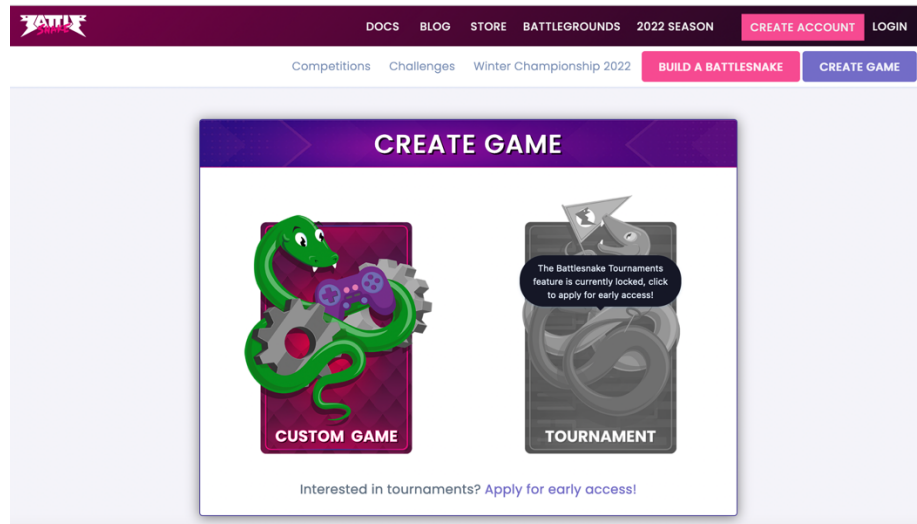 BATTLE
SNAKE
DOCS BLOG STORE BATTLEGROUNDS 2022 SEASON CREATE ACCOUNT LOGIN
Competitions Challenges Winter Championship 2022 BUILD A BATTLESNAKE CREATE GAME
CREATE GAME
The Battlesnake Tournaments
feature is currently locked, click
to apply for early access!
CUSTOM GAME
TOURNAMENT
Interested in tournaments? Apply for early access!